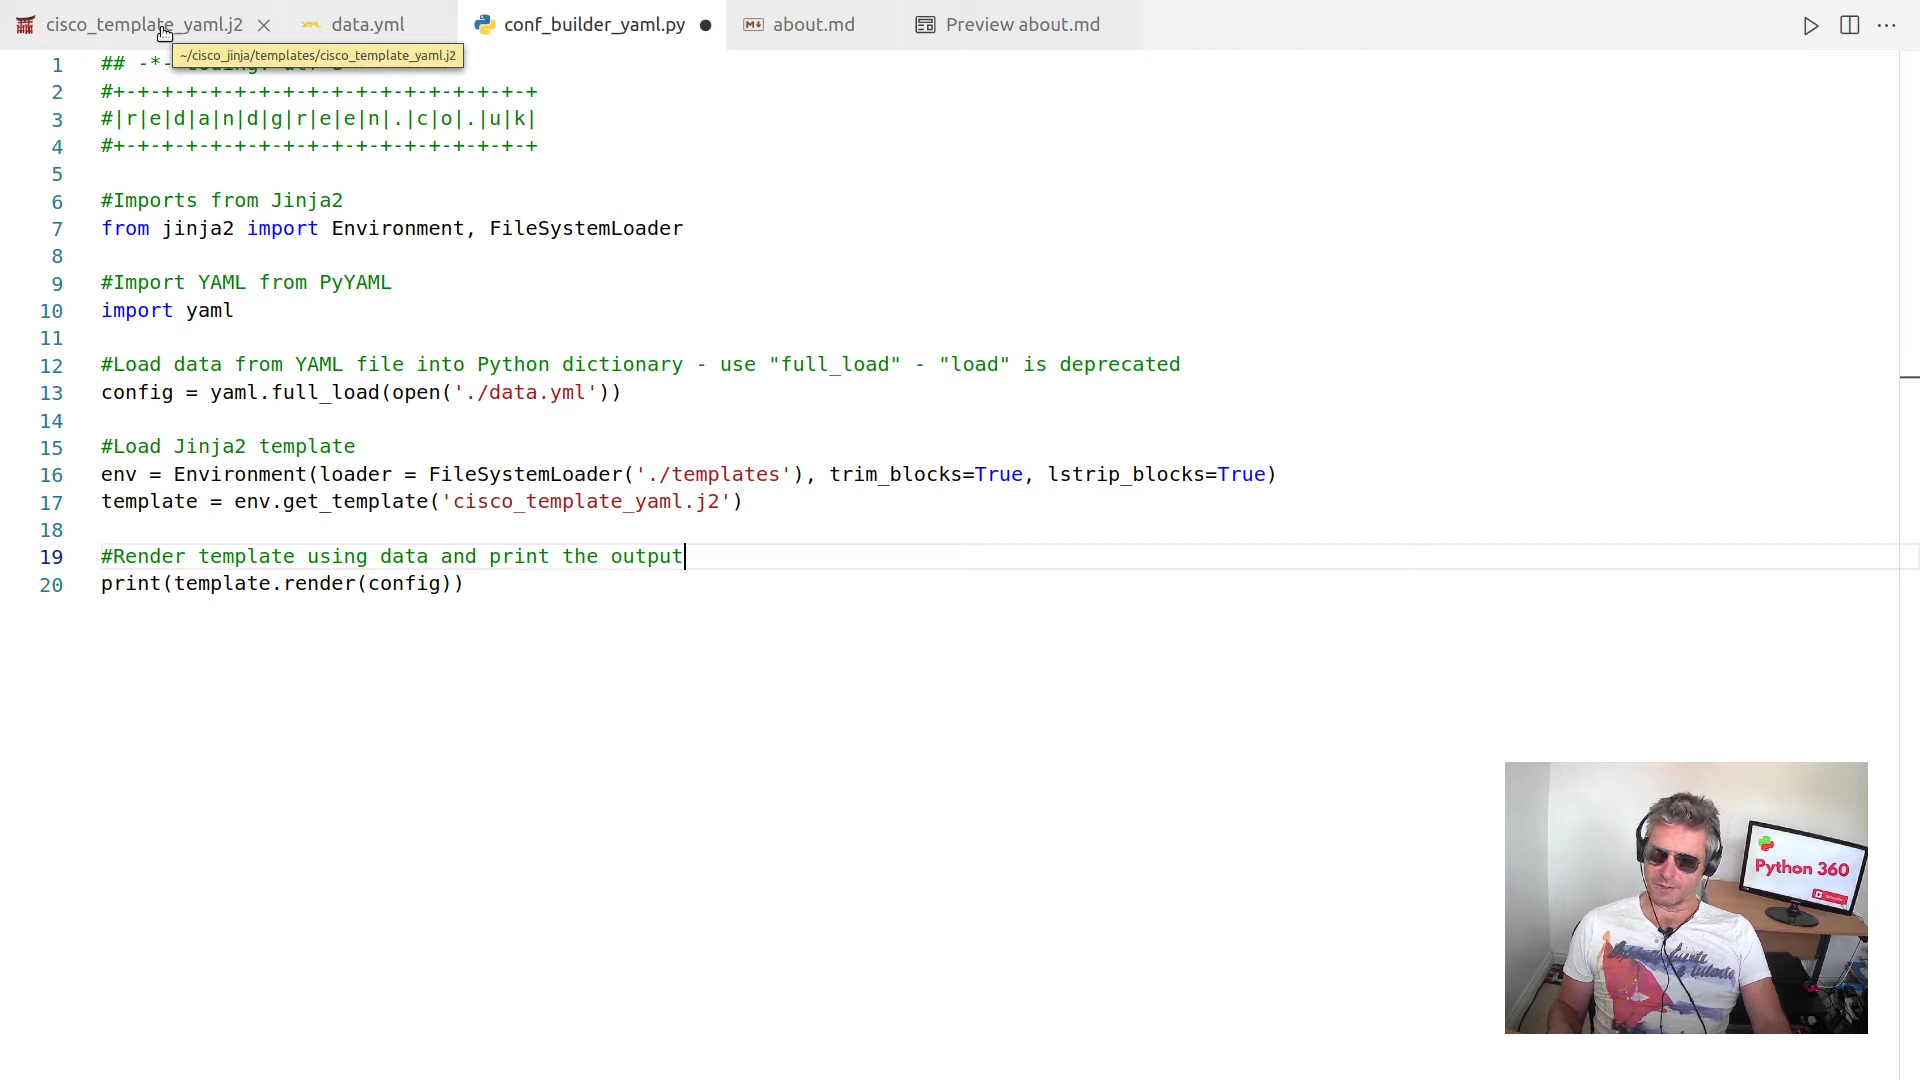 cisco_template_yaml.j2 data.yml conf_builder_yaml.py about.md Preview about.md
~/cisco_jinja/templates/cisco_template_yaml.j2
1 ## -*-
2 #+-+-+-+-+-+-+-+-+-+-+-+-+-+-+-+-+-+
3 #|r|e|d|a|n|d|g|r|e|e|n|.|c|o|.|u|k|
4 #+-+-+-+-+-+-+-+-+-+-+-+-+-+-+-+-+-+
5
6 #Imports from Jinja2
7 from jinja2 import Environment, FileSystemLoader
8
9 #Import YAML from PyYAML
10 import yaml
11
12 #Load data from YAML file into Python dictionary - use "full_load" - "load" is deprecated
13 config = yaml.full_load(open('./data.yml'))
14
15 #Load Jinja2 template
16 env = Environment(loader = FileSystemLoader('./templates'), trim_blocks=True, lstrip_blocks=True)
17 template = env.get_template('cisco_template_yaml.j2')
18
19 #Render template using data and print the output
20 print(template.render(config))
Python 360